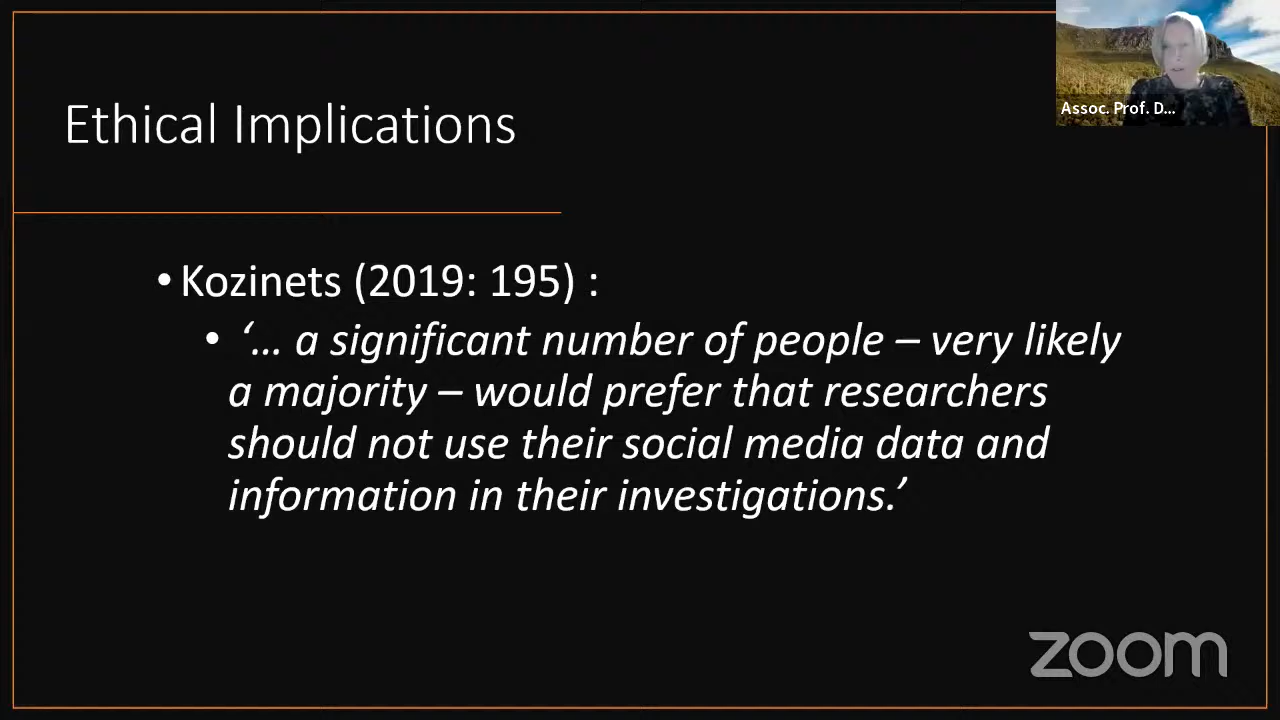 Assoc. Prof. D...
Ethical Implications
•Kozinets (2019: 195) :
• ‘… a significant number of people – very likely
a majority – would prefer that researchers
should not use their social media data and
information in their investigations.’
zoom